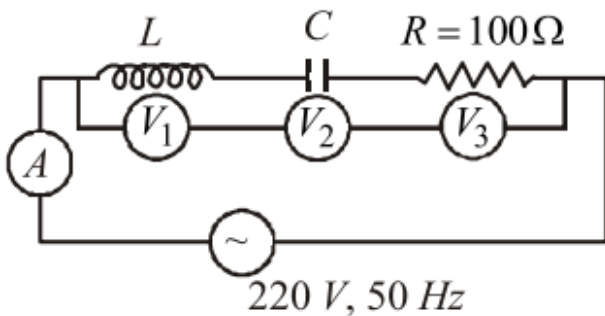 L C R = 100 Ω
V₁ V₂ V₃
A
~
220 V, 50 Hz